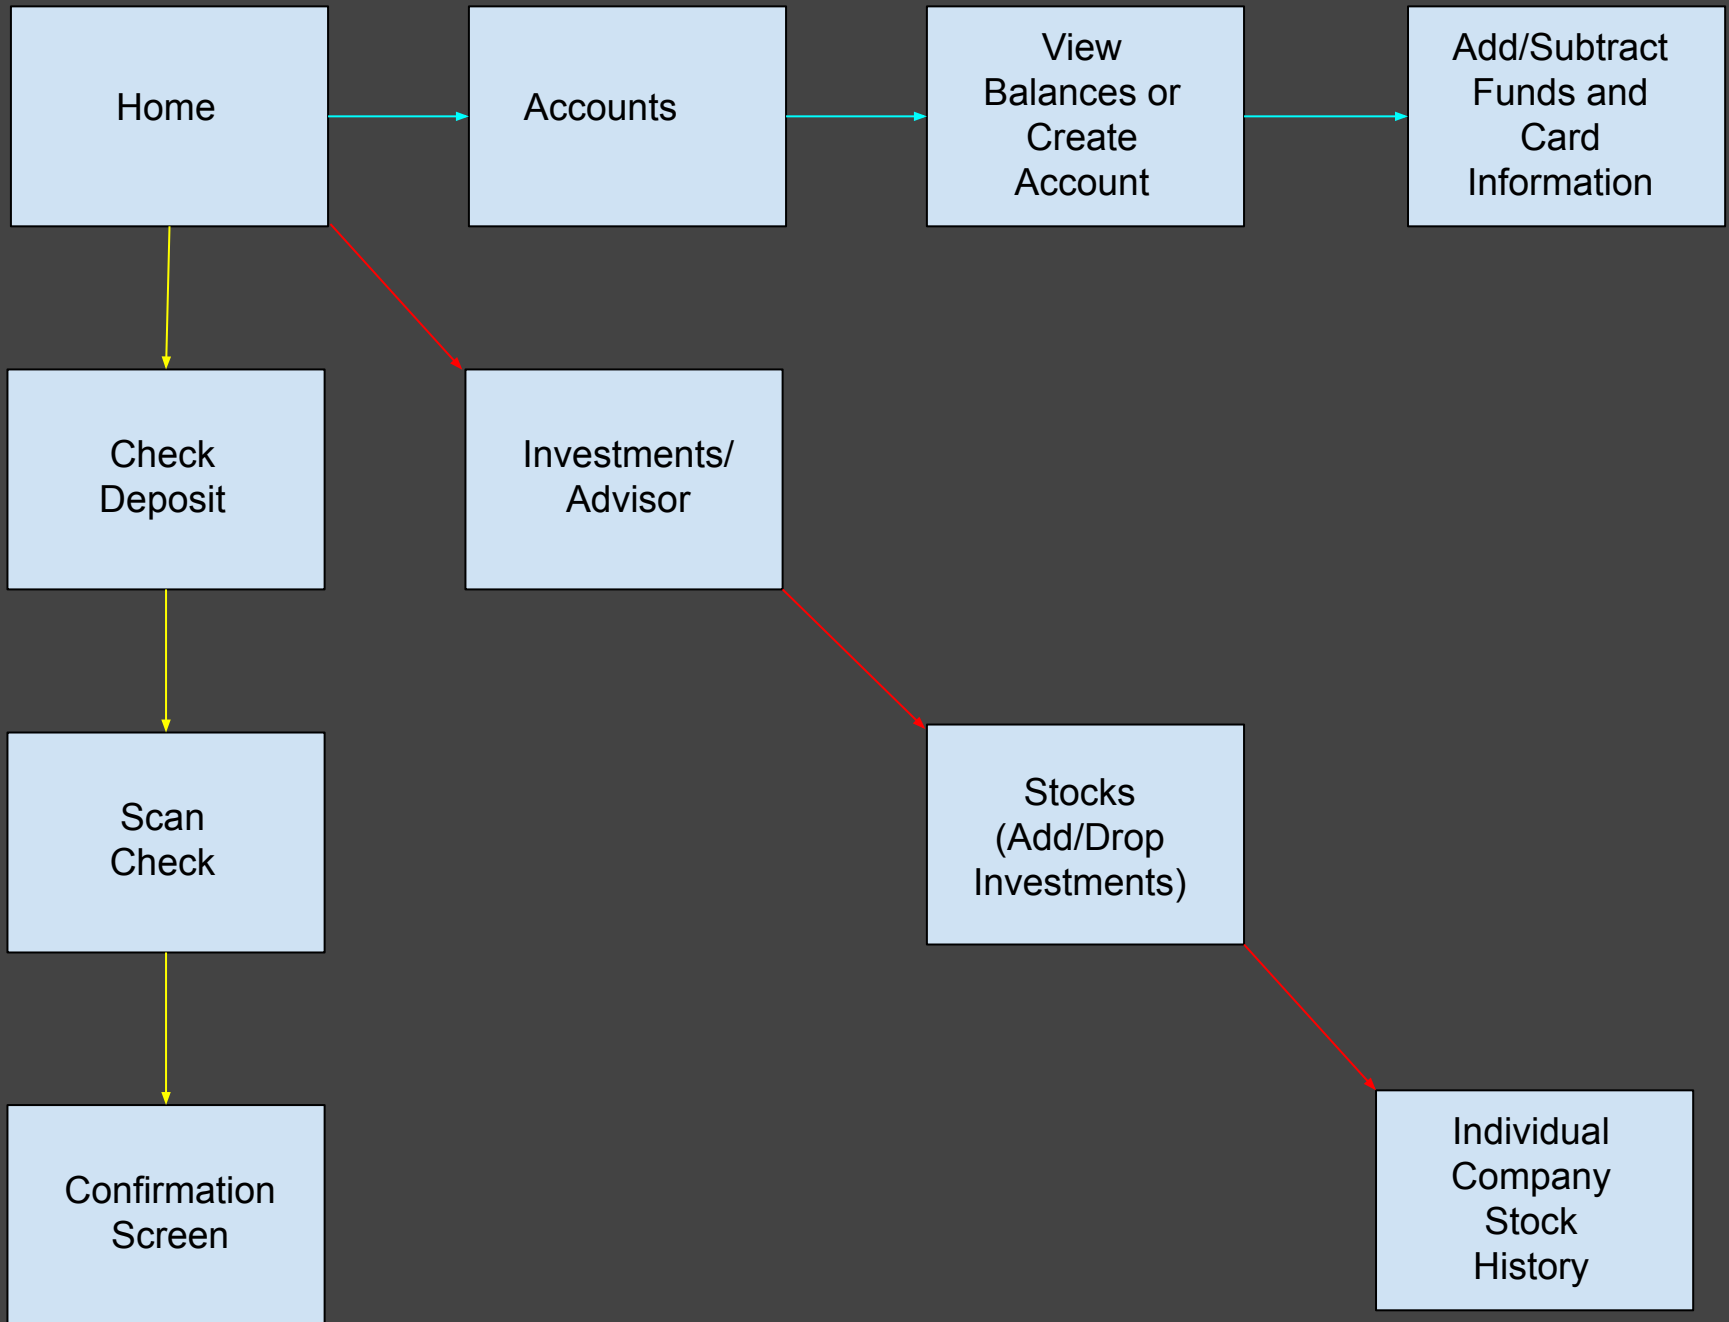 Home
Accounts
View
Balances or
Create
Account
Add/Subtract
Funds and
Card
Information
Check
Deposit
Investments/
Advisor
Scan
Check
Stocks
(Add/Drop
Investments)
Confirmation
Screen
Individual
Company
Stock
History